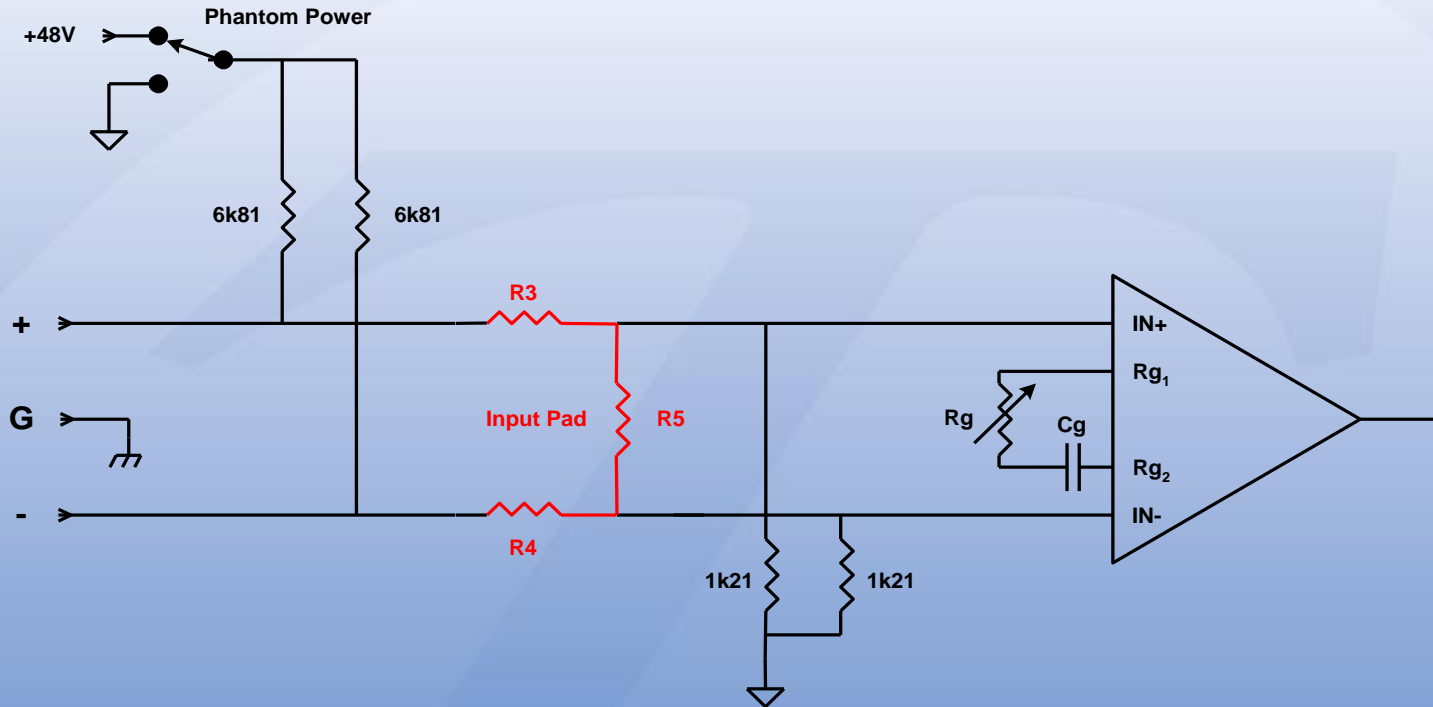 Phantom Power
+48V
6k81
6k81
R3
+
IN+
Rg1
Input Pad
R5
Rg
Cg
G
Rg2
-
IN-
R4
1k21
1k21